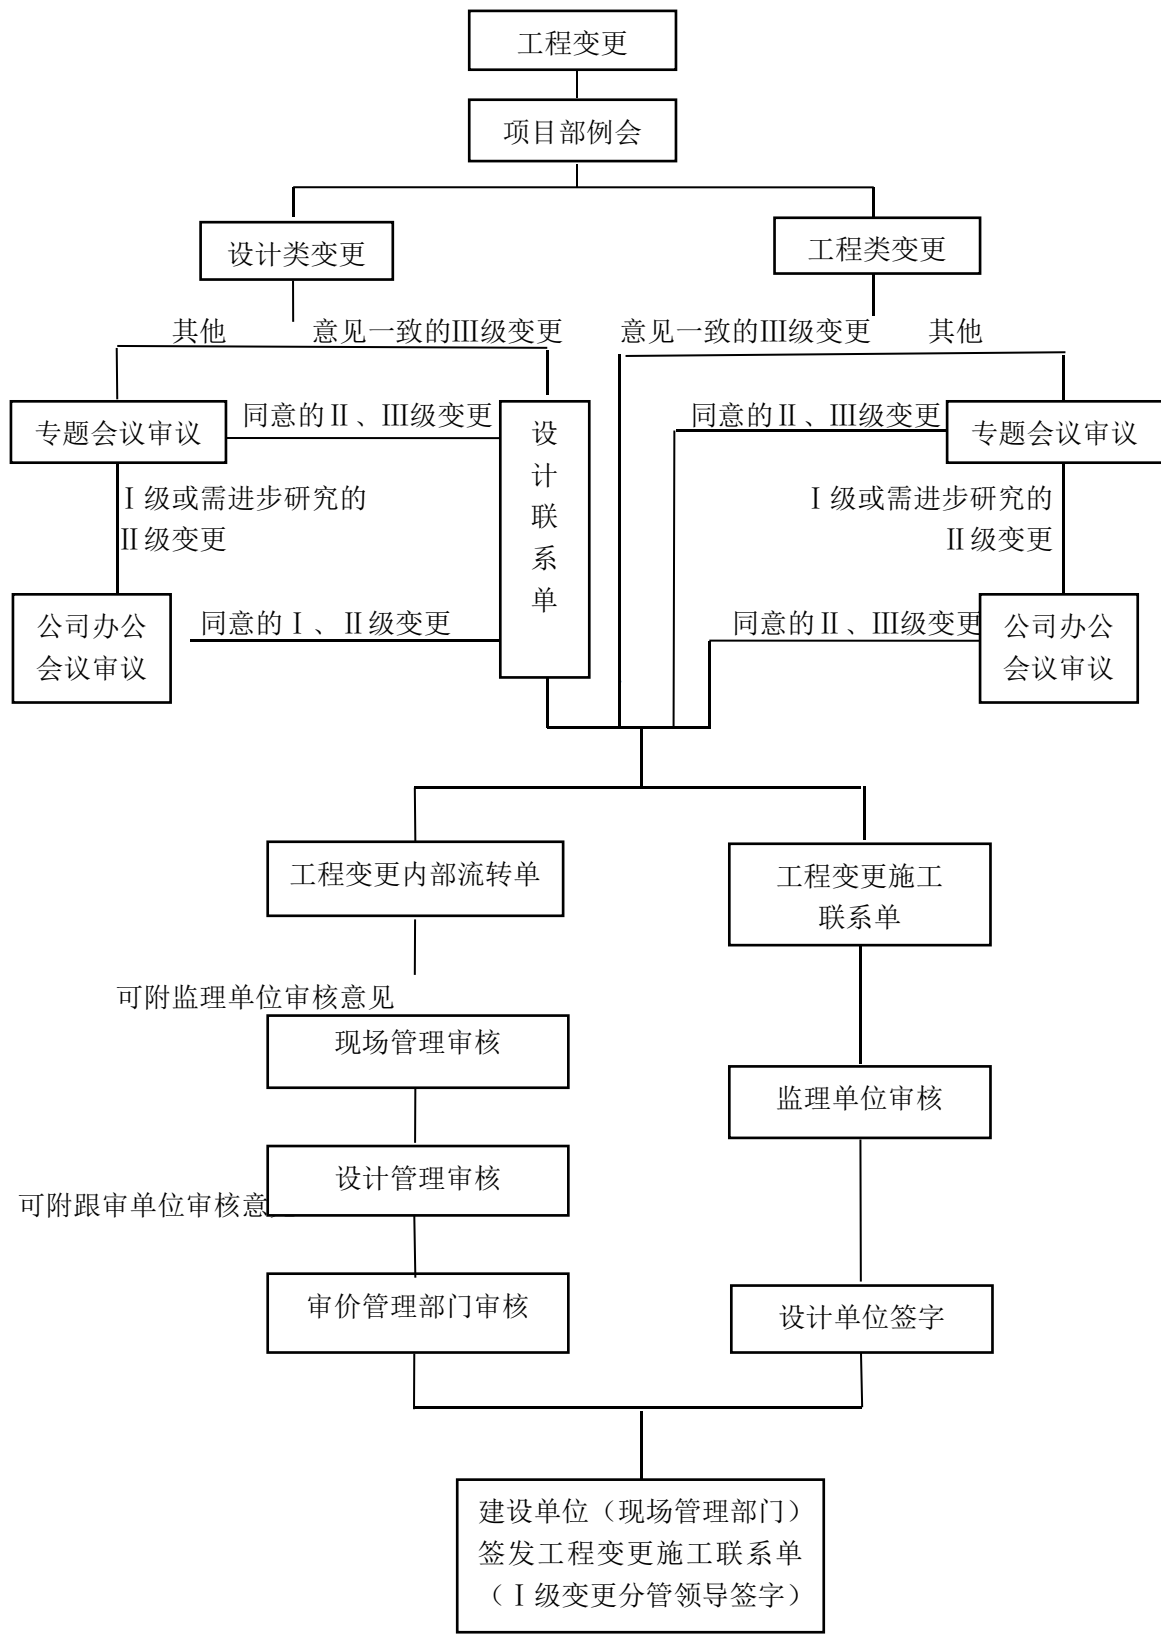 工程变更
项目部例会
设计类变更
工程类变更
其他
意见一致的Ⅲ级变更
意见一致的Ⅲ级变更
其他
专题会议审议
同意的Ⅱ、Ⅲ级变更
设
计
联
系
单
同意的Ⅱ、Ⅲ级变更
专题会议审议
Ⅰ级或需进步研究的
Ⅱ级变更
Ⅰ级或需进步研究的
Ⅱ级变更
公司办公
会议审议
同意的Ⅰ、Ⅱ级变更
同意的Ⅱ、Ⅲ级变更
公司办公
会议审议
工程变更内部流转单
工程变更施工
联系单
可附监理单位审核意见
现场管理审核
监理单位审核
设计管理审核
可附跟审单位审核意
审价管理部门审核
设计单位签字
建设单位（现场管理部门）
签发工程变更施工联系单
（Ⅰ级变更分管领导签字）